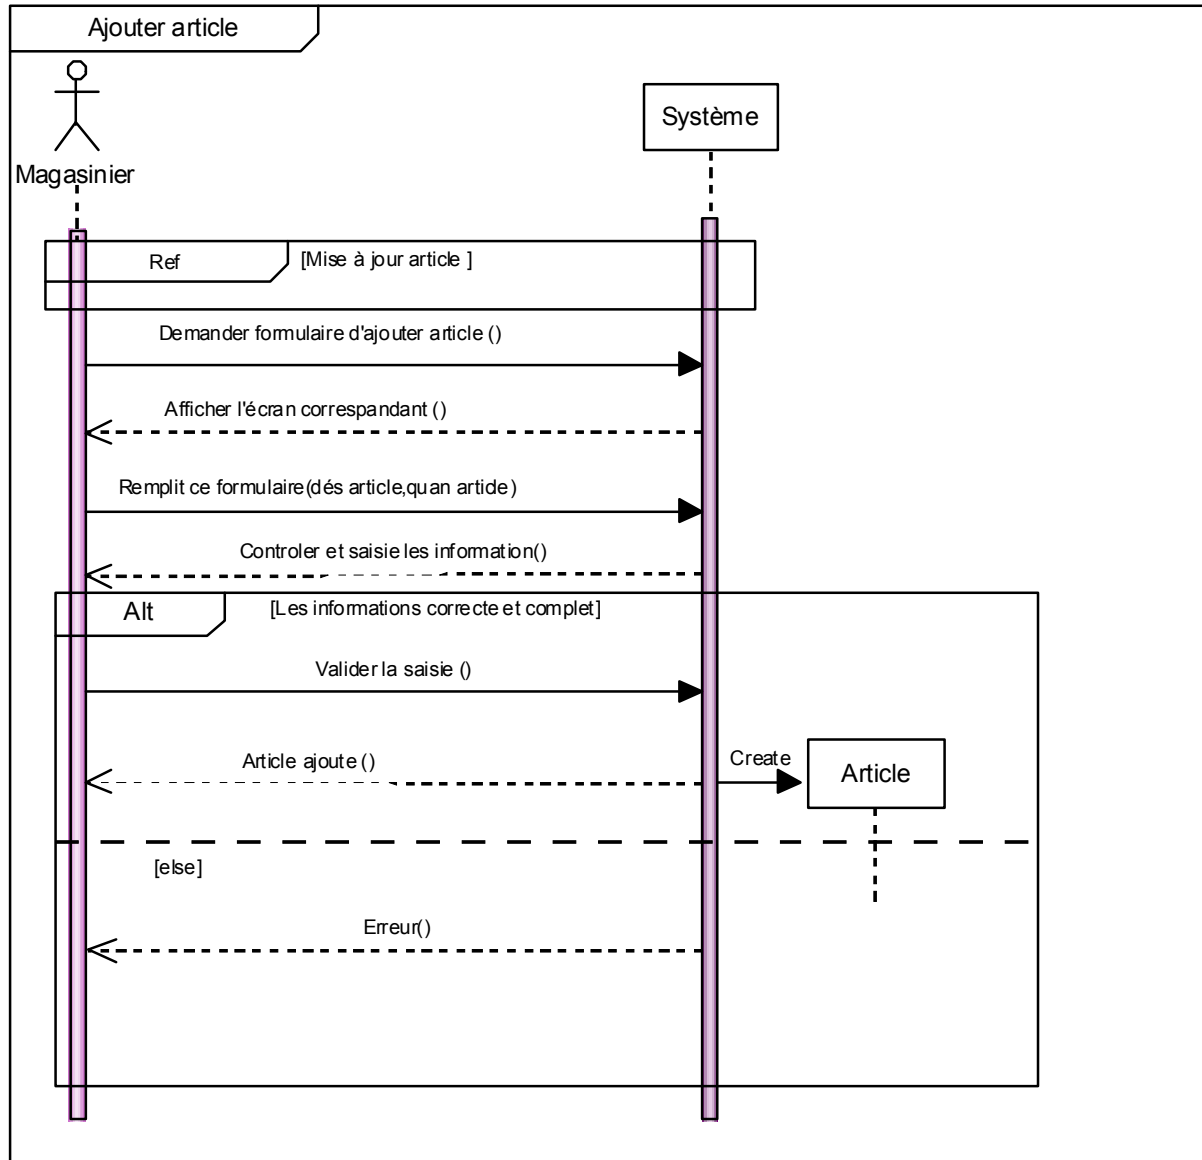 Ajouter article
Système
Magasinier
Ref
[Mise à jour article ]
Demander formulaire d'ajouter article ()
Afficher l'écran correspandant ()
Remplit ce formulaire(dés article,quan article)
Controler et saisie les information()
Alt
[Les informations correcte et complet]
Valider la saisie ()
Article ajoute ()
Create
Article
[else]
Erreur()